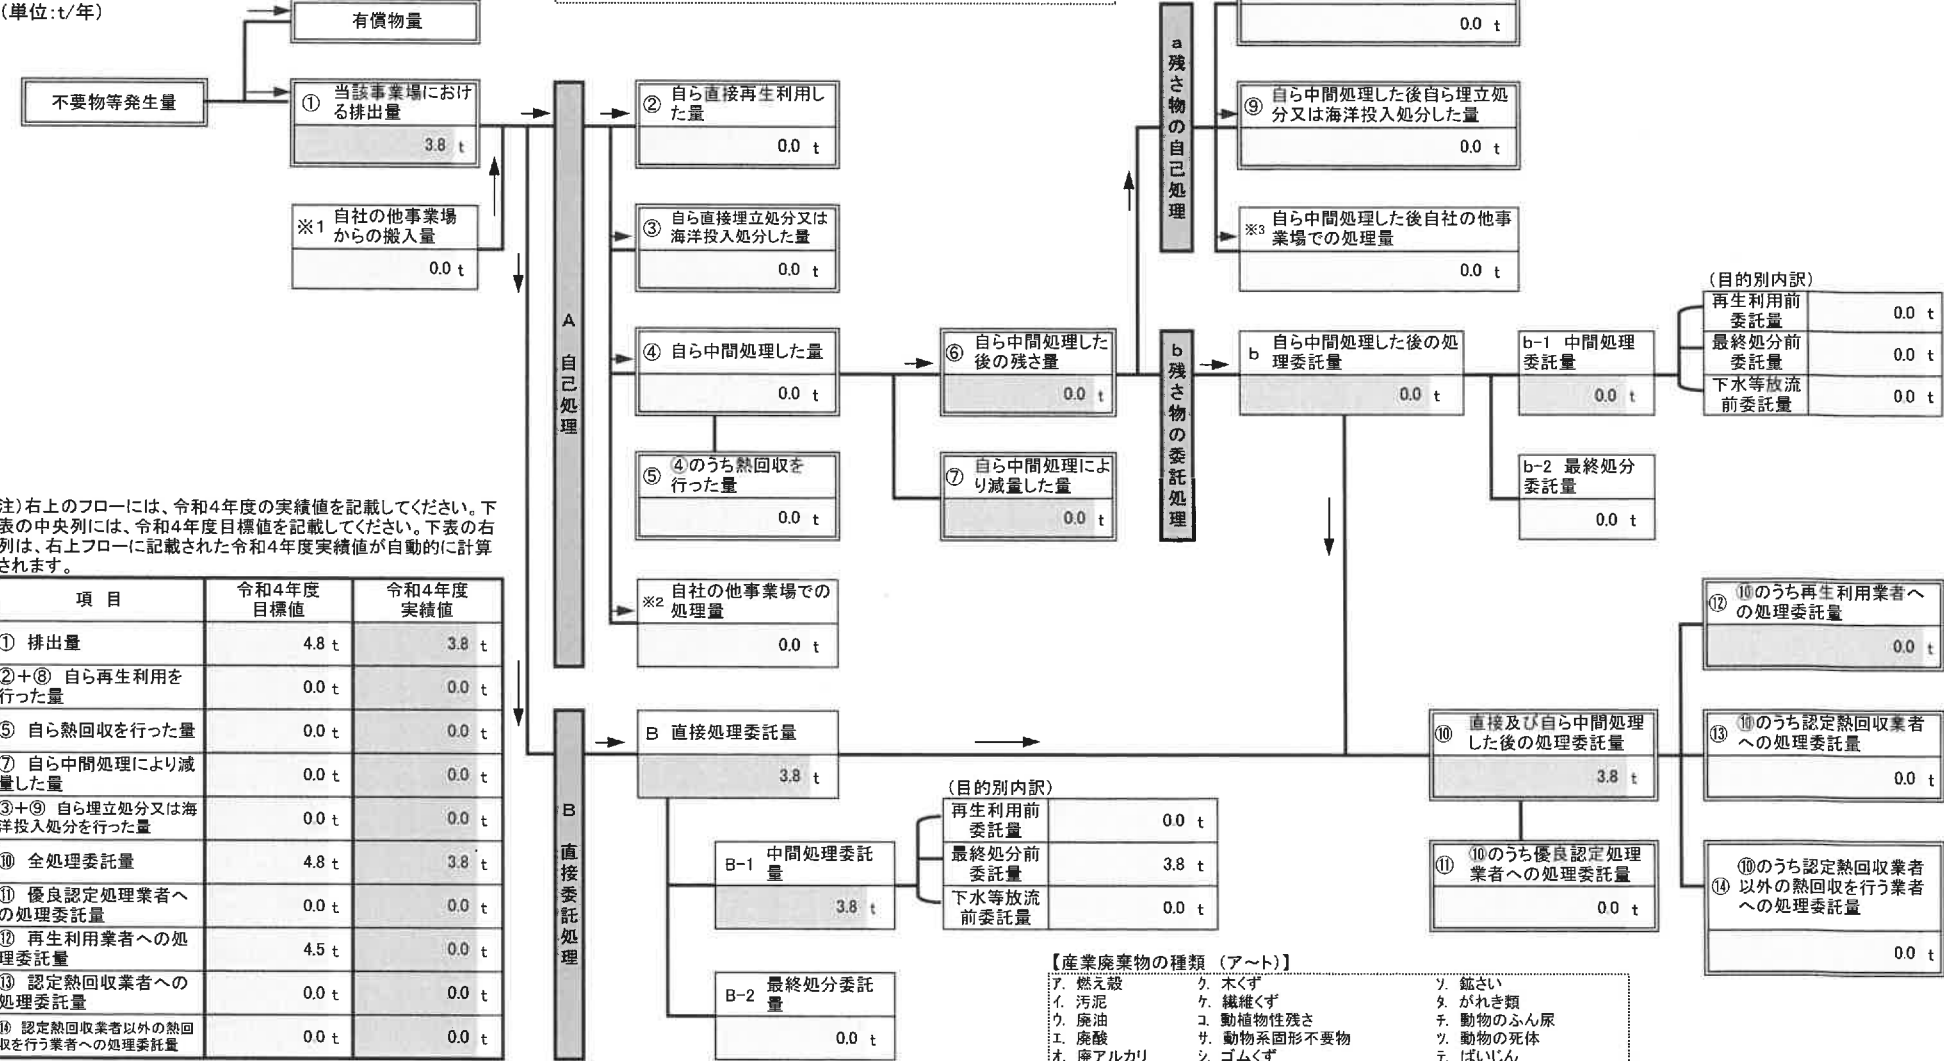 (単位:t/年)
有償物量
不要物等発生量
① 当該事業場におけ
る排出量
3.8 t
※1 自社の他事業場
からの搬入量
0.0 t
A 自己処理
② 自ら直接再生利用し
た量
0.0 t
③ 自ら直接埋立処分又は
海洋投入処分した量
0.0 t
④ 自ら中間処理した量
0.0 t
⑤ ④のうち熱回収を
行った量
0.0 t
※2 自社の他事業場での
処理量
0.0 t
⑥ 自ら中間処理した
後の残さ量
0.0 t
⑦ 自ら中間処理によ
り減量した量
0.0 t
a 残さ物の自己処理
0.0 t
⑨ 自ら中間処理した後自ら埋立処
分又は海洋投入処分した量
0.0 t
※3 自ら中間処理した後自社の他事
業場での処理量
0.0 t
b 残さ物の委託処理
b 自ら中間処理した後の処
理委託量
0.0 t
b-1 中間処理
委託量
0.0 t
b-2 最終処分
委託量
0.0 t
(目的別内訳)
再生利用前
委託量 0.0 t
最終処分前
委託量 0.0 t
下水等放流
前委託量 0.0 t
注)右上のフローには、令和4年度の実績値を記載してください。下
表の中央列には、令和4年度目標値を記載してください。下表の右
列は、右上フローに記載された令和4年度実績値が自動的に計算
されます。
項 目 令和4年度
目標値 令和4年度
実績値
① 排出量 4.8 t 3.8 t
②+⑧ 自ら再生利用を
行った量 0.0 t 0.0 t
⑤ 自ら熱回収を行った量 0.0 t 0.0 t
⑦ 自ら中間処理により減
量した量 0.0 t 0.0 t
③+⑨ 自ら埋立処分又は海
洋投入処分を行った量 0.0 t 0.0 t
⑩ 全処理委託量 4.8 t 3.8 t
⑪ 優良認定処理業者へ
の処理委託量 0.0 t 0.0 t
⑫ 再生利用業者への処
理委託量 4.5 t 0.0 t
⑬ 認定熱回収業者への
処理委託量 0.0 t 0.0 t
⑭ 認定熱回収業者以外の熱回
収を行う業者への処理委託量 0.0 t 0.0 t
B 直接委託処理
B 直接処理委託量
3.8 t
B-1 中間処理委託
量
3.8 t
B-2 最終処分委託
量
0.0 t
(目的別内訳)
再生利用前
委託量 0.0 t
最終処分前
委託量 3.8 t
下水等放流
前委託量 0.0 t
⑩ 直接及び自ら中間処理
した後の処理委託量
3.8 t
⑪ ⑩のうち優良認定処理
業者への処理委託量
0.0 t
⑫ ⑩のうち再生利用業者へ
の処理委託量
0.0 t
⑬ ⑩のうち認定熱回収業者
への処理委託量
0.0 t
⑭ ⑩のうち認定熱回収業者
以外の熱回収を行う業者
への処理委託量
0.0 t
【産業廃棄物の種類 (ア～ト)】
ア. 燃え殻 ク. 木くず ソ. 鉱さい
イ. 汚泥 ケ. 繊維くず タ. がれき類
ウ. 廃油 コ. 動植物性残さ チ. 動物のふん尿
エ. 廃酸 サ. 動物系固形不要物 ツ. 動物の死体
オ. 廃アルカリ シ. ゴムくず テ. ばいじん